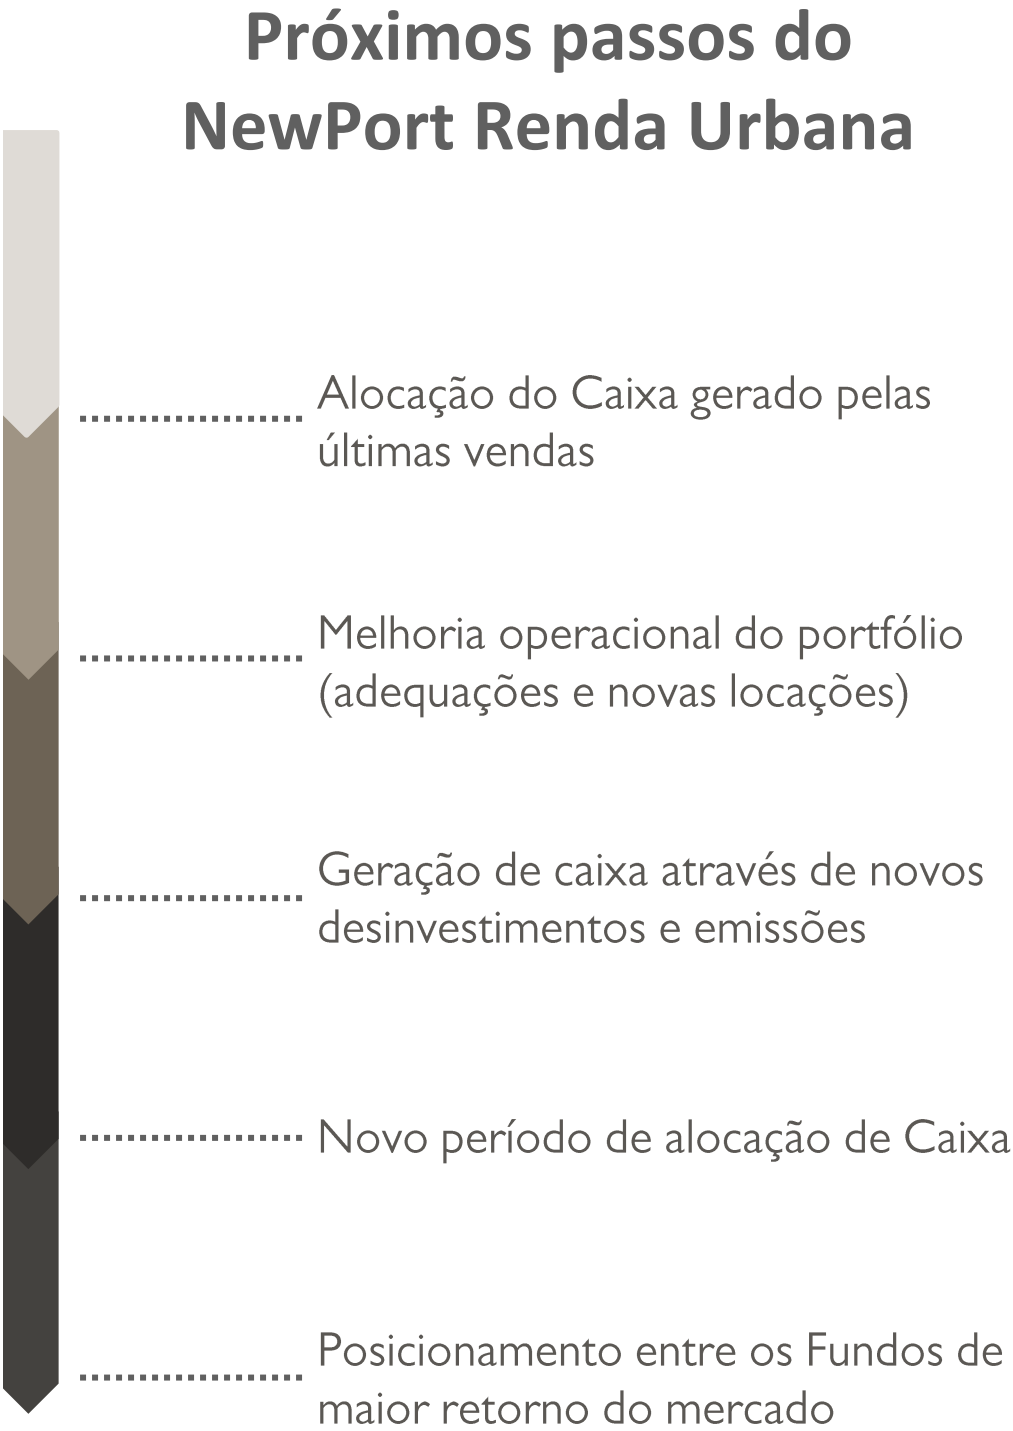 Próximos passos do
NewPort Renda Urbana
Alocação do Caixa gerado pelas
últimas vendas
Melhoria operacional do portfólio
(adequações e novas locações)
Geração de caixa através de novos
desinvestimentos e emissões
Novo período de alocação de Caixa
Posicionamento entre os Fundos de
maior retorno do mercado